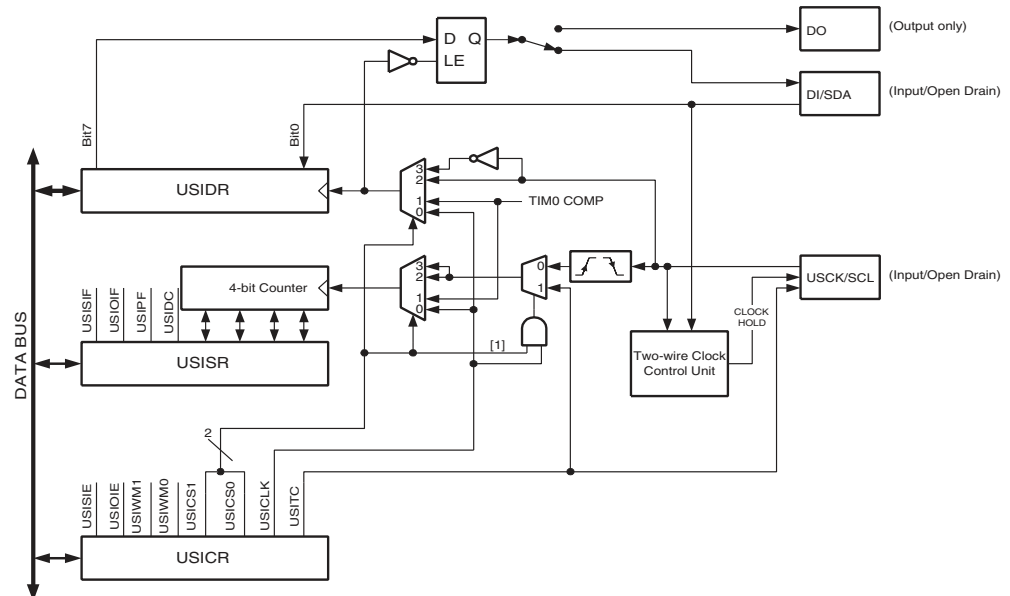 D Q
LE
DO
(Output only)
DI/SDA
(Input/Open Drain)
Bit7
Bit0
USIDR
3
2
1
0
TIM0 COMP
4-bit Counter
3
2
1
0
0
1
USCK/SCL
(Input/Open Drain)
CLOCK
HOLD
USISIF
USIOIF
USIPF
USIDC
USISR
[1]
Two-wire Clock
Control Unit
DATA BUS
2
USISIE
USIOIE
USIWM1
USIWM0
USICS1
USICS0
USICLK
USITC
USICR